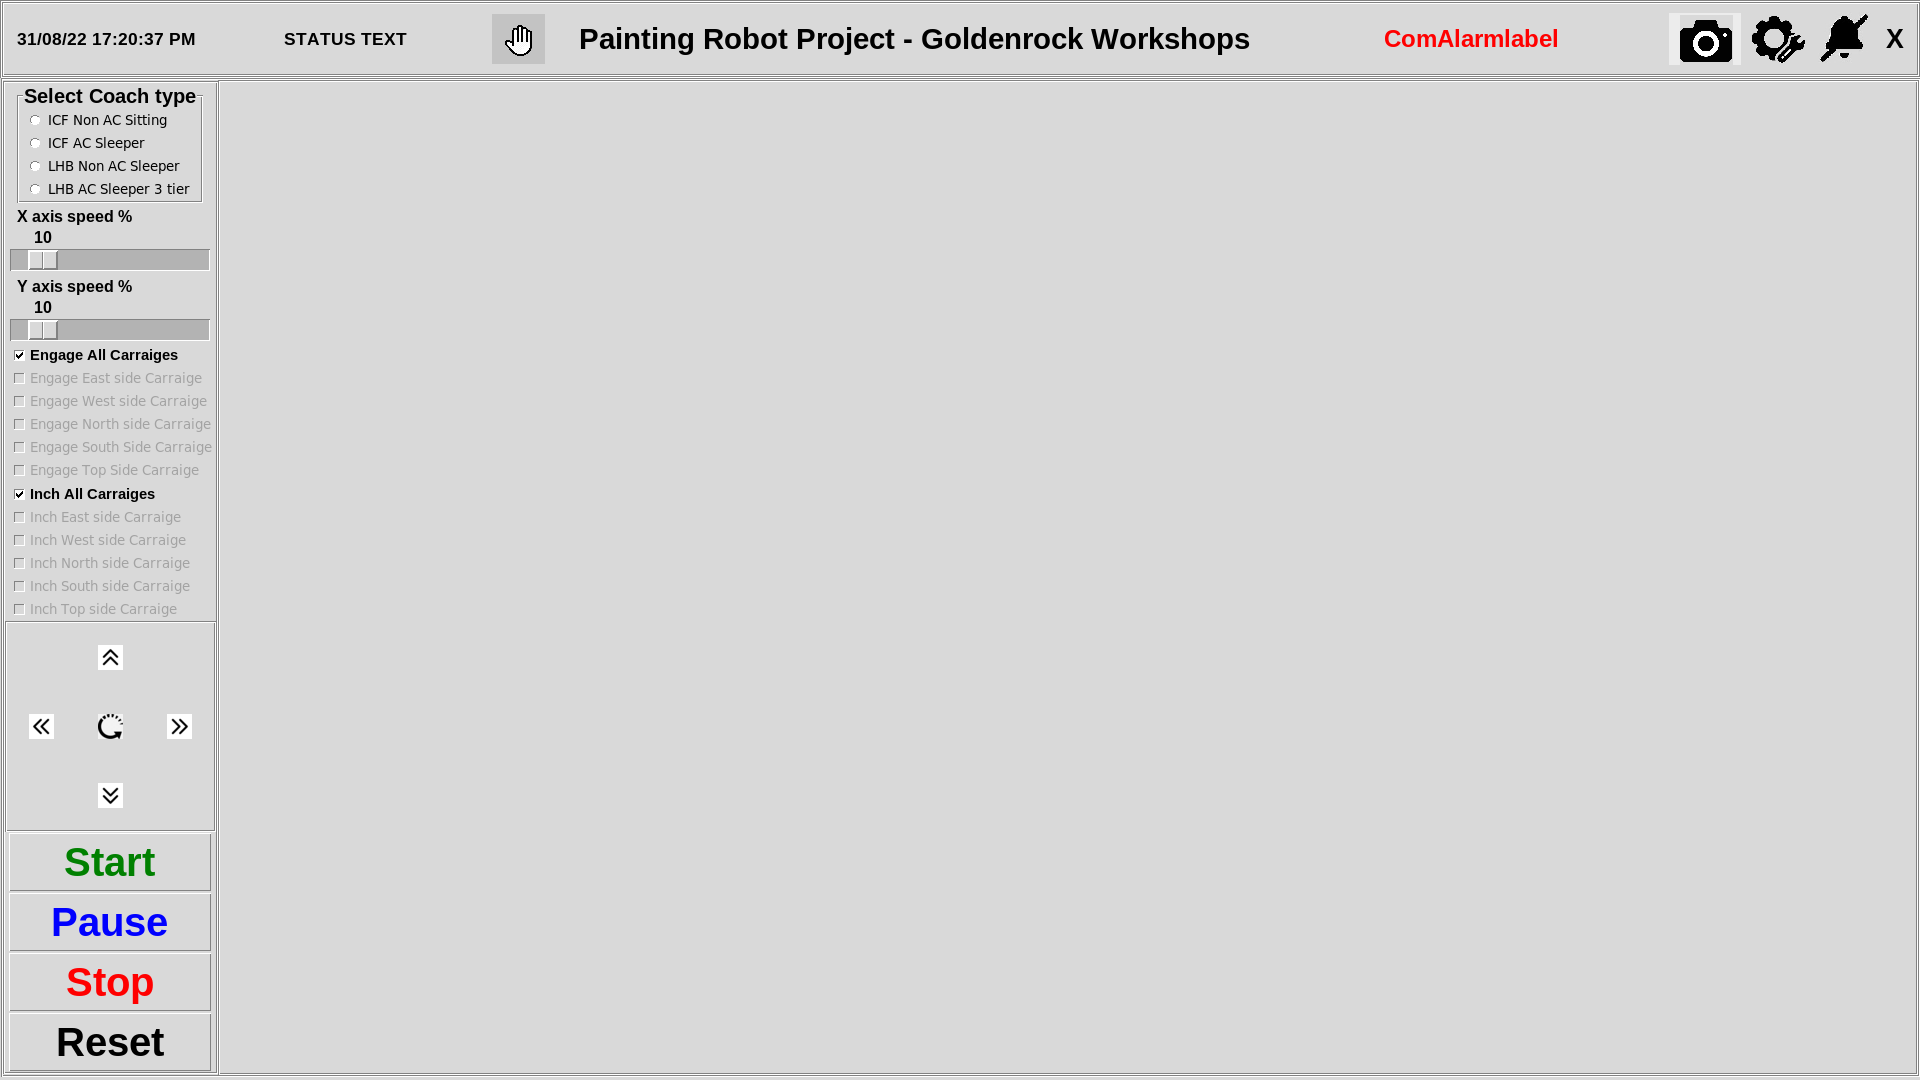 31/08/22 17:20:37 PM
STATUS TEXT
Painting Robot Project - Goldenrock Workshops
ComAlarmlabel
X
Select Coach type
ICF Non AC Sitting
ICF AC Sleeper
LHB Non AC Sleeper
LHB AC Sleeper 3 tier
X axis speed %
10
Y axis speed %
10
Engage All Carraiges
Engage East side Carraige
Engage West side Carraige
Engage North side Carraige
Engage South Side Carraige
Engage Top Side Carraige
Inch All Carraiges
Inch East side Carraige
Inch West side Carraige
Inch North side Carraige
Inch South side Carraige
Inch Top side Carraige
Start
Pause
Stop
Reset